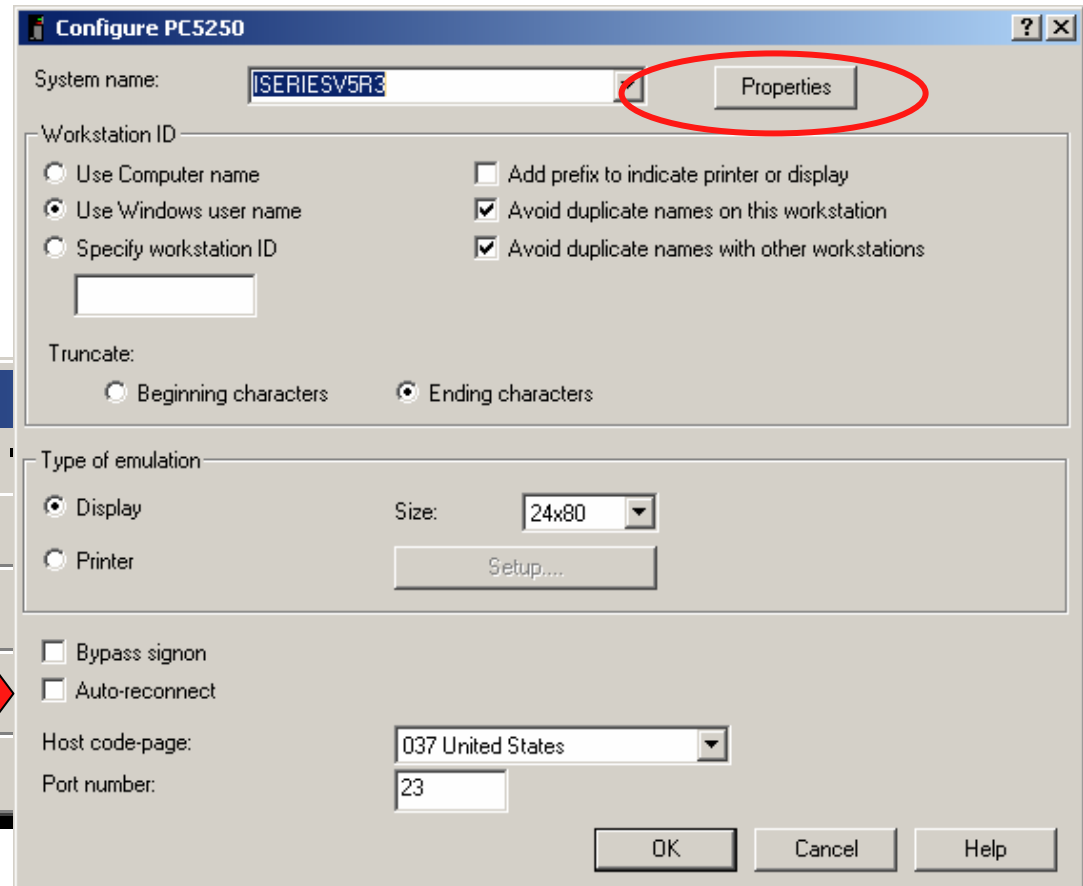 Configure PC5250
System name: ISERIESV5R3 Properties
Workstation ID
Use Computer name Add prefix to indicate printer or display
Use Windows user name Avoid duplicate names on this workstation
Specify workstation ID Avoid duplicate names with other workstations
Truncate:
Beginning characters Ending characters
Type of emulation
Display Size: 24x80
Printer Setup....
Bypass signon
Auto-reconnect
Host code-page: 037 United States
Port number: 23
OK Cancel Help